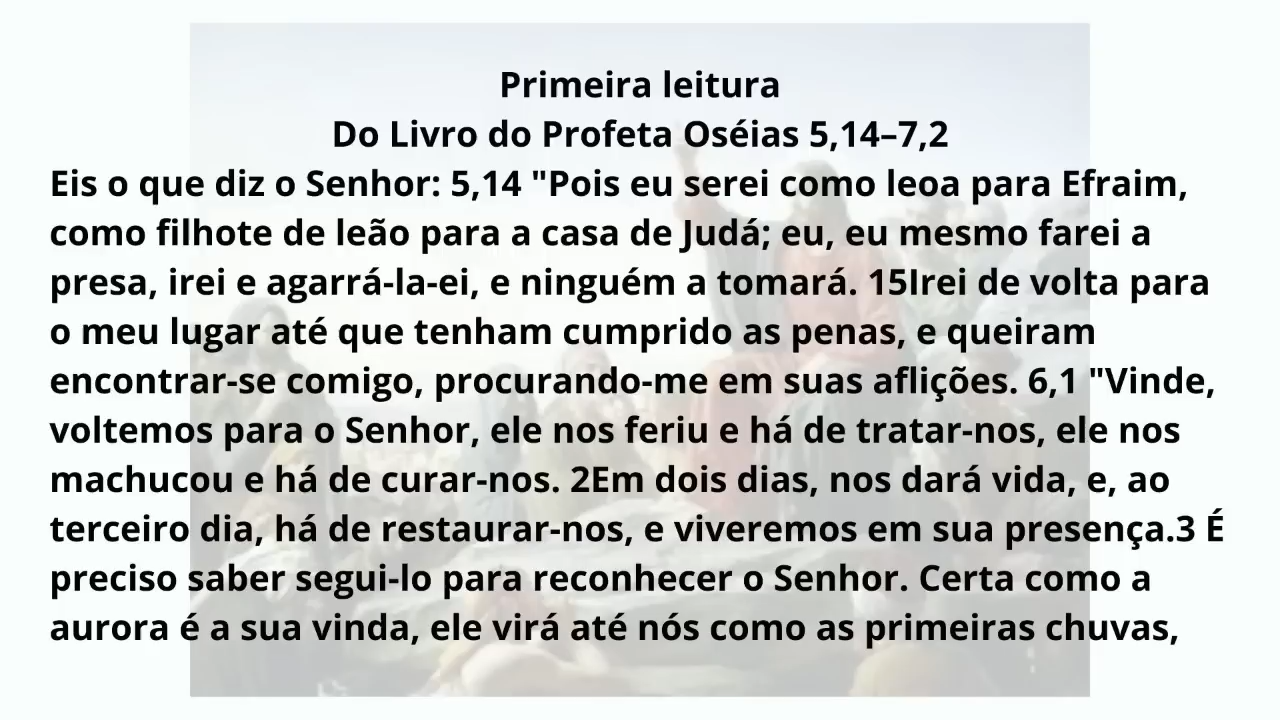 Primeira leitura
Do Livro do Profeta Oséias 5,14–7,2
Eis o que diz o Senhor: 5,14 "Pois eu serei como leoa para Efraim,
como filhote de leão para a casa de Judá; eu, eu mesmo farei a
presa, irei e agarrá-la-ei, e ninguém a tomará. 15Irei de volta para
o meu lugar até que tenham cumprido as penas, e queiram
encontrar-se comigo, procurando-me em suas aflições. 6,1 "Vinde,
voltemos para o Senhor, ele nos feriu e há de tratar-nos, ele nos
machucou e há de curar-nos. 2Em dois dias, nos dará vida, e, ao
terceiro dia, há de restaurar-nos, e viveremos em sua presença.3 É
preciso saber segui-lo para reconhecer o Senhor. Certa como a
aurora é a sua vinda, ele virá até nós como as primeiras chuvas,